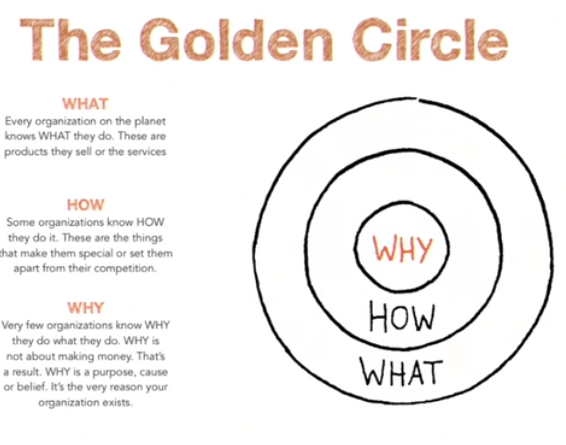 The Golden Circle
WHAT
Every organization on the planet
knows WHAT they do. These are
products they sell or the services
HOW
Some organizations know HOW
they do it. These are the things
that make them special or set them
apart from their competition.
WHY
Very few organizations know WHY
they do what they do. WHY is
not about making money. That's
a result. WHY is a purpose, cause
or belief. It's the very reason your
organization exists.
WHY
HOW
WHAT